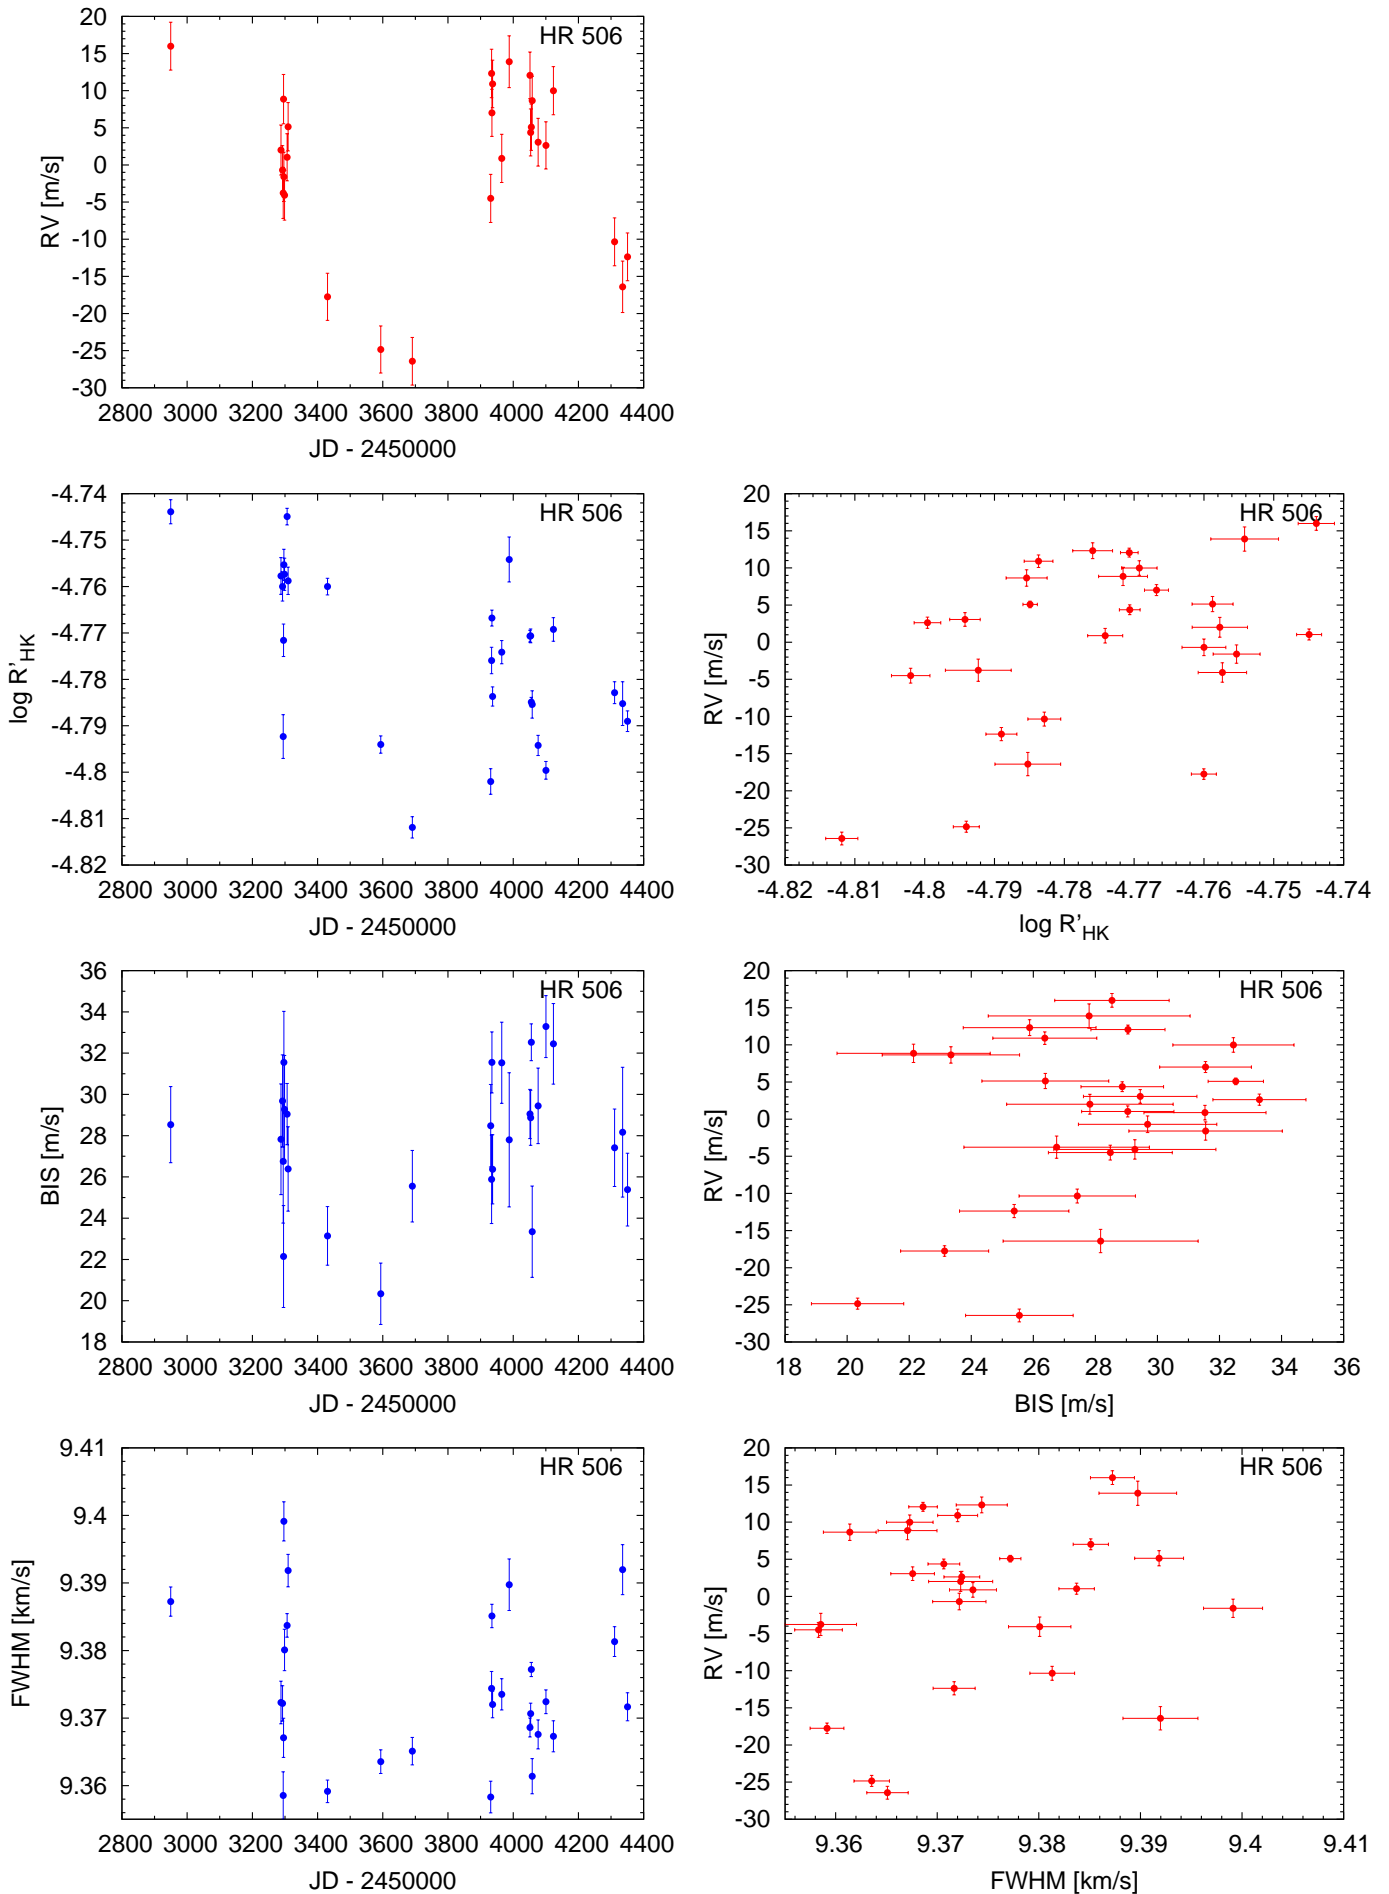 HR 506
RV [m/s]
20
15
10
5
0
-5
-10
-15
-20
-25
-30
2800 3000 3200 3400 3600 3800 4000 4200 4400
JD - 2450000
HR 506
log R'HK
-4.74
-4.75
-4.76
-4.77
-4.78
-4.79
-4.8
-4.81
-4.82
2800 3000 3200 3400 3600 3800 4000 4200 4400
JD - 2450000
HR 506
RV [m/s]
20
15
10
5
0
-5
-10
-15
-20
-25
-30
-4.82 -4.81 -4.8 -4.79 -4.78 -4.77 -4.76 -4.75 -4.74
log R'HK
HR 506
BIS [m/s]
36
34
32
30
28
26
24
22
20
18
2800 3000 3200 3400 3600 3800 4000 4200 4400
JD - 2450000
HR 506
RV [m/s]
20
15
10
5
0
-5
-10
-15
-20
-25
-30
18 20 22 24 26 28 30 32 34 36
BIS [m/s]
HR 506
FWHM [km/s]
9.41
9.4
9.39
9.38
9.37
9.36
2800 3000 3200 3400 3600 3800 4000 4200 4400
JD - 2450000
HR 506
RV [m/s]
20
15
10
5
0
-5
-10
-15
-20
-25
-30
9.36 9.37 9.38 9.39 9.4 9.41
FWHM [km/s]